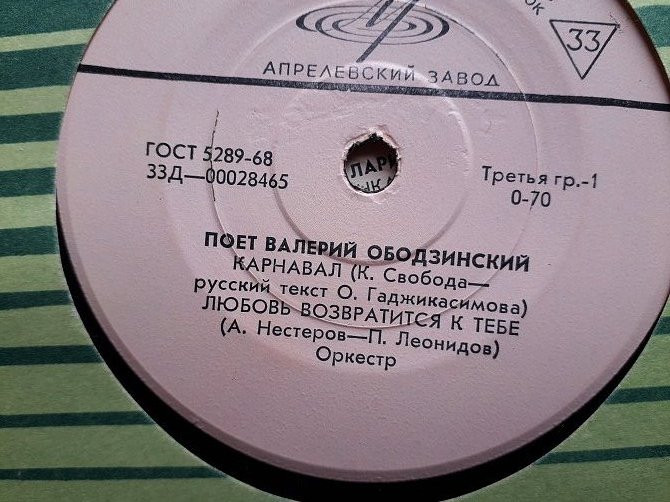 ОК
33
АПРЕЛЕВСКИЙ ЗАВОД
ГОСТ 5289-68
33Д—00028465
Третья гр.-1
0-70
ПОЕТ ВАЛЕРИЙ ОБОДЗИНСКИЙ
КАРНАВАЛ (К. Свобода—
русский текст О. Гаджикасимова)
ЛЮБОВЬ ВОЗВРАТИТСЯ К ТЕБЕ
(А. Нестеров—П. Леонидов)
Оркестр